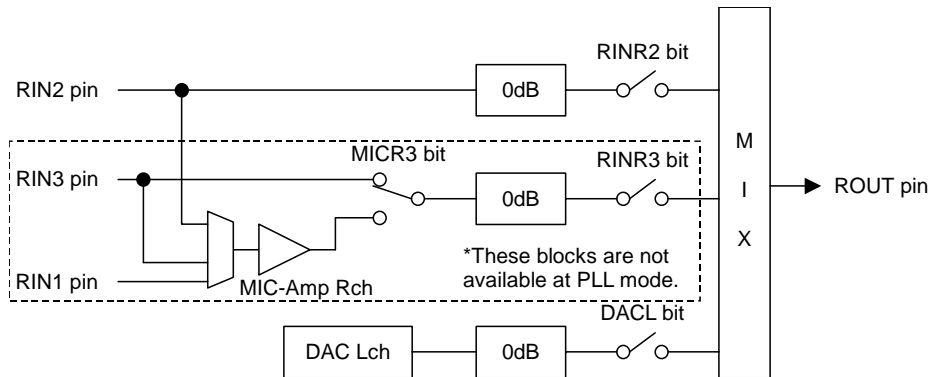 RINR2 bit
RIN2 pin
0dB
MICR3 bit
RINR3 bit
RIN3 pin
0dB
M
I
X
ROUT pin
*These blocks are not
available at PLL mode.
RIN1 pin
MIC-Amp Rch
DACL bit
DAC Lch
0dB